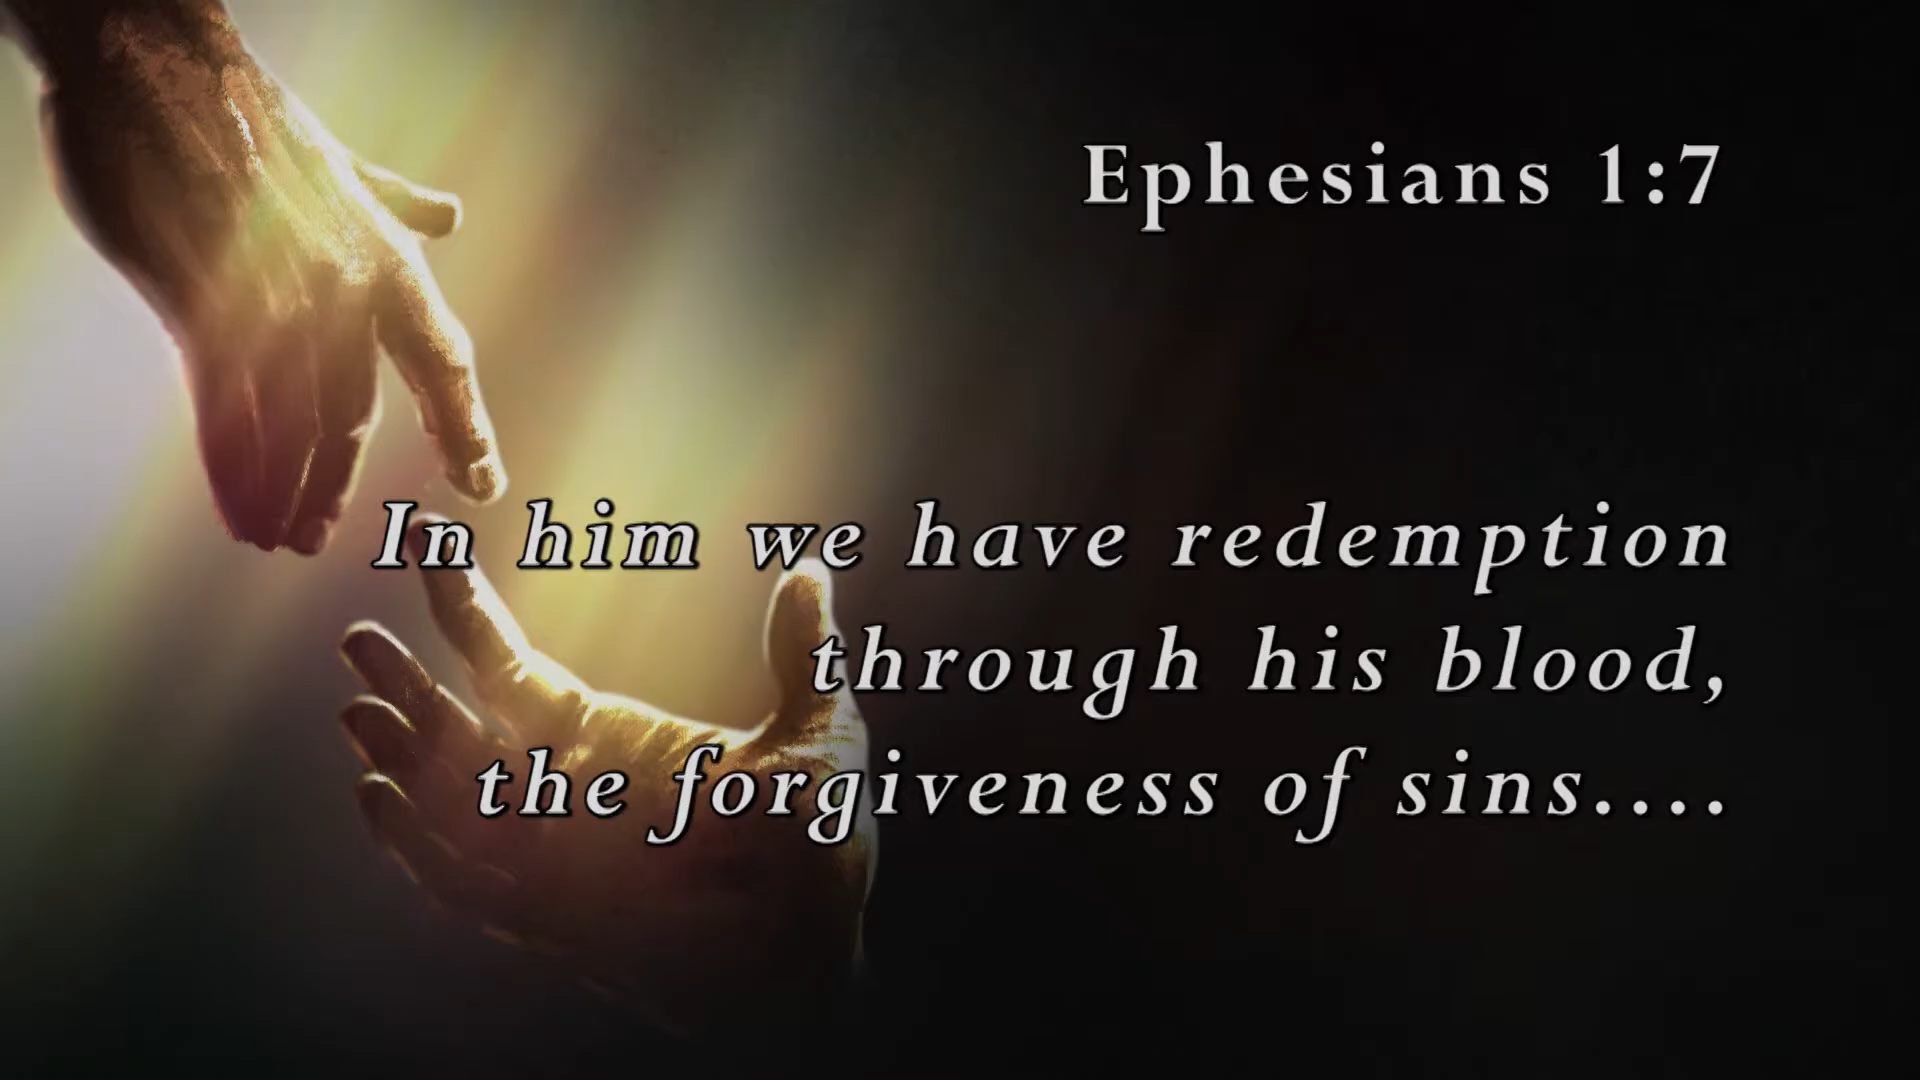 Ephesians 1:7
In him we have redemption
through his blood,
the forgiveness of sins....